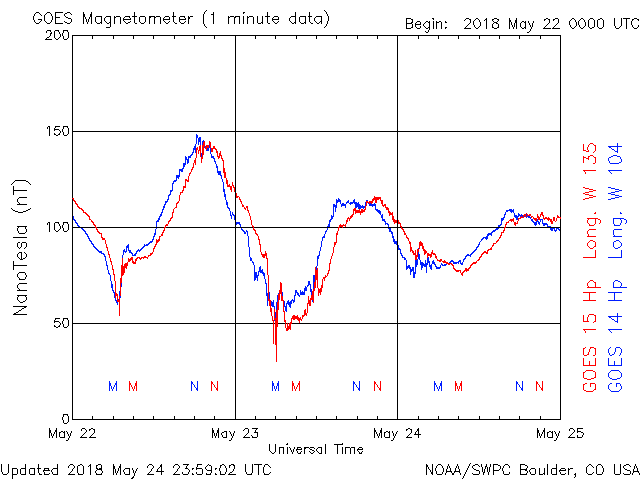 GOES Magnetometer (1 minute data)
Begin: 2018 May 22 0000 UTC
200
150
100
50
0
NanoTesla (nT)
M M N N M M N N M M N N
May 22 May 23 May 24 May 25
Universal Time
GOES 15 Hp Long. W 135
GOES 14 Hp Long. W 104
Updated 2018 May 24 23:59:02 UTC
NOAA/SWPC Boulder, CO USA